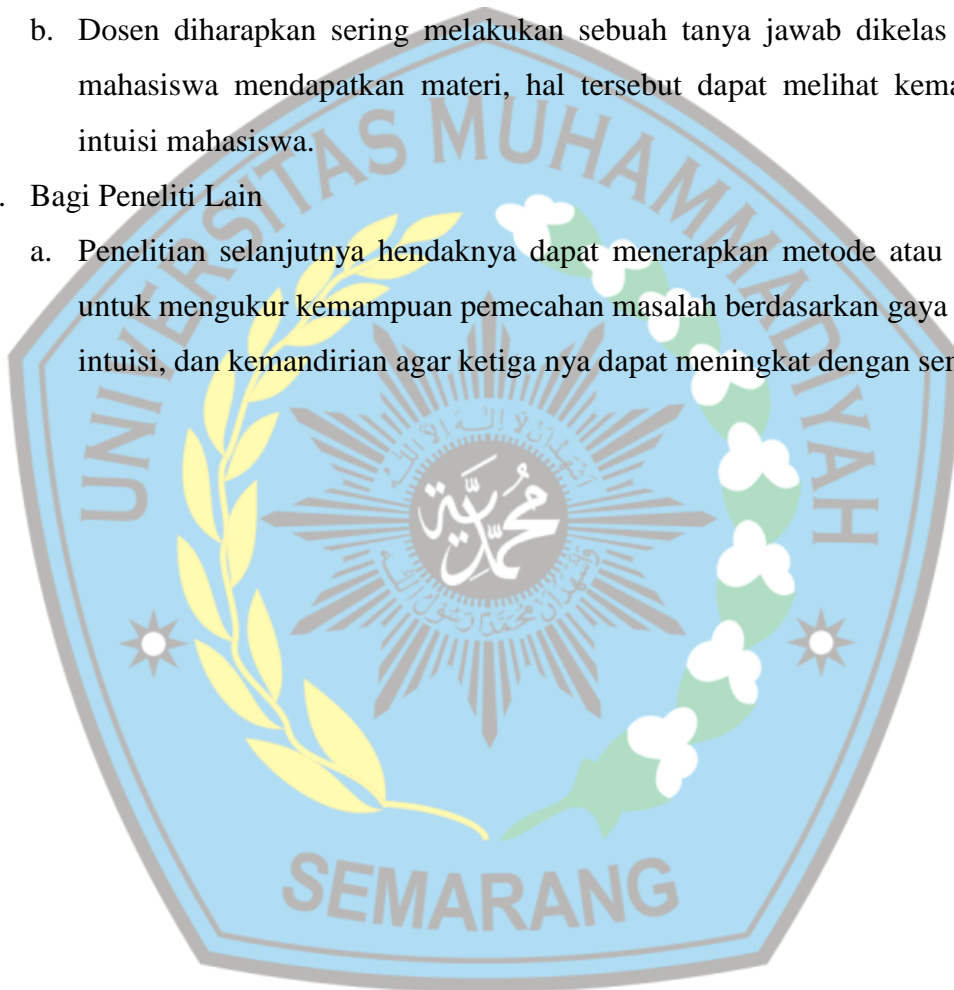 b. Dosen diharapkan sering melakukan sebuah tanya jawab dikelas
mahasiswa mendapatkan materi, hal tersebut dapat melihat kema
intuisi mahasiswa.
. Bagi Peneliti Lain
a. Penelitian selanjutnya hendaknya dapat menerapkan metode atau
untuk mengukur kemampuan pemecahan masalah berdasarkan gaya
intuisi, dan kemandirian agar ketiga nya dapat meningkat dengan
UNIVERSITAS MUHAMMADIYAH
محمد
SEMARANG